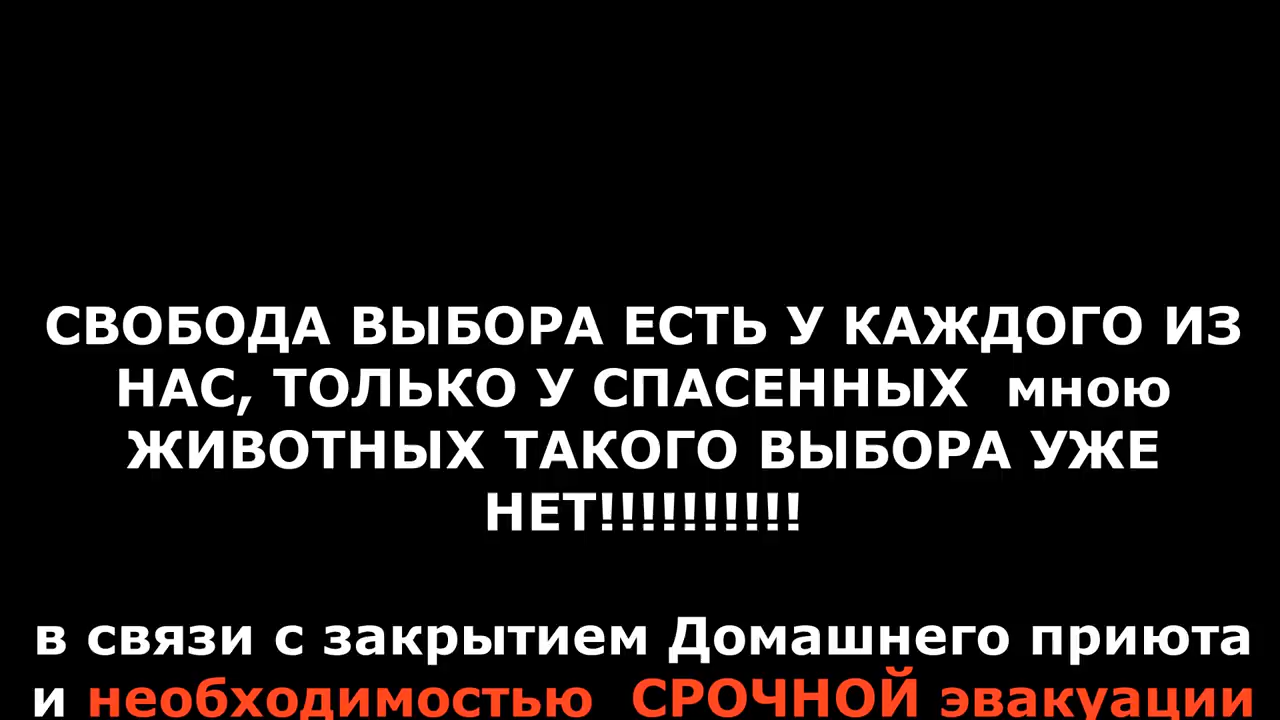 СВОБОДА ВЫБОРА ЕСТЬ У КАЖДОГО ИЗ
НАС, ТОЛЬКО У СПАСЕННЫХ  мною
ЖИВОТНЫХ ТАКОГО ВЫБОРА УЖЕ
НЕТ!!!!!!!!!!
в связи с закрытием Домашнего приюта
и необходимостью  СРОЧНОЙ эвакуации